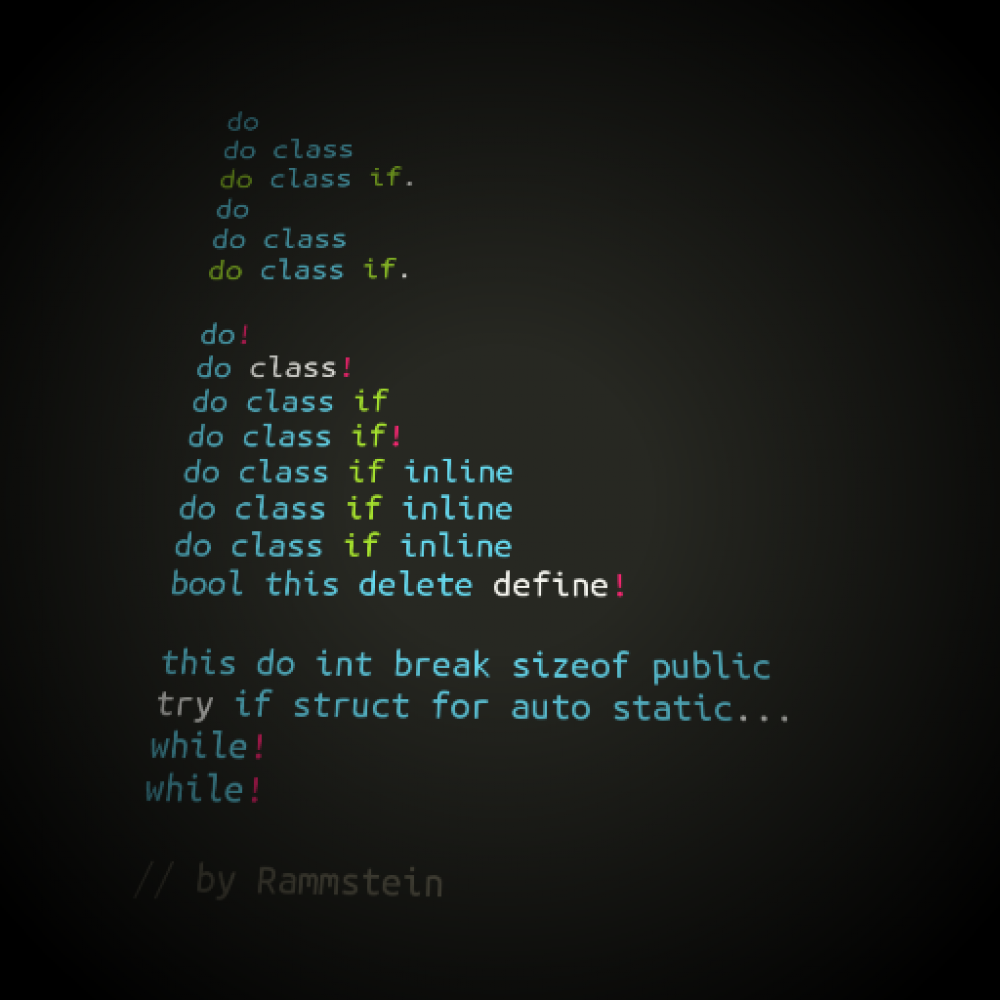 do
do class
do class if.
do
do class
do class if.
do!
do class!
do class if
do class if!
do class if inline
do class if inline
do class if inline
bool this delete define!
this do int break sizeof public
try if struct for auto static...
while!
while!
// by Rammstein